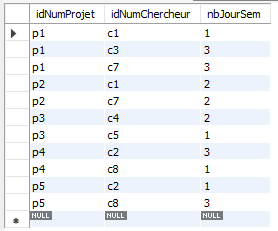 idNumProjet idNumChercheur nbJourSem
p1 c1 1
p1 c3 3
p1 c7 3
p2 c1 2
p2 c7 2
p3 c4 2
p3 c5 1
p4 c2 3
p4 c8 1
p5 c2 1
p5 c8 3
NULL NULL NULL